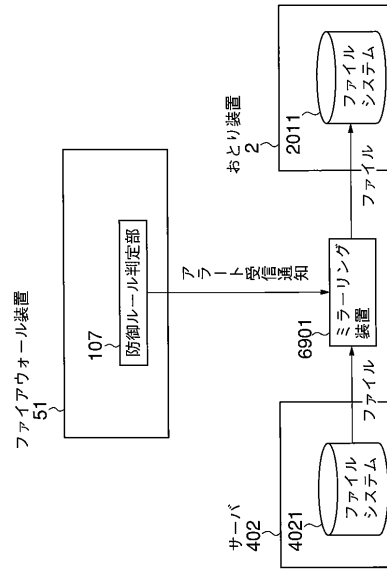 ファイアウォール装置
51
107
防御ルール判定部
アラート
受信通知
サーバ
402
4021
ファイル
システム
ファイル
6901
ミラーリング
装置
ファイル
おとり装置
2
2011
ファイル
システム